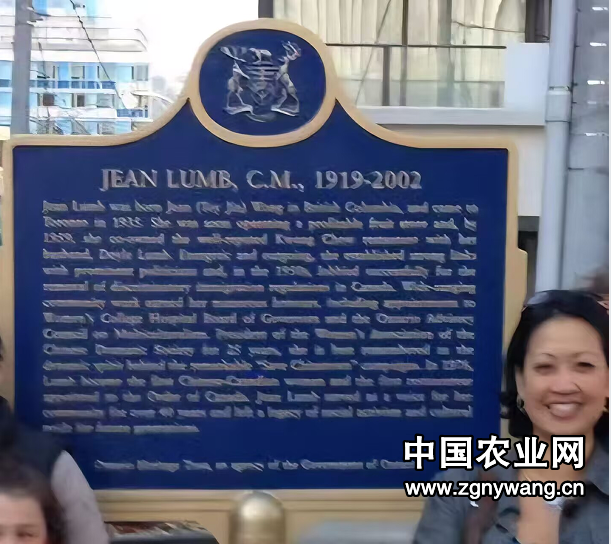 JEAN LUMB, C.M., 1919-2002
Jean Lumb was born Jean (Toy Jin) Wong in British Columbia, and came to
Toronto in 1935. She was soon operating a profitable fruit store and, by
1959, she co-owned the well-reputed Kwong Chow restaurant with her
husband, Doyle Lumb. Energetic and outgoing, she established strong links
with prominent politicians and, in the 1950s, lobbied successfully for the
removal of discriminatory immigration regulations in Canada. Wide-ranging
community work earned her numerous honours, including appointments to
Women's College Hospital Board of Governors and the Ontario Advisory
Council on Multiculturalism. President of the Women's Association of the
Chinese Society for 25 years, she is best remembered as the
behind the remarkable "Save Chinatown" campaign. In 1976,
Lumb became the first Chinese-Canadian woman and the first restaurateur
appointed to the Order of Canada. Jean Lumb served as a voice for her
community for over 40 years and left a legacy of social activism and cultural
Ontario Heritage Trust, an agency of the Government of
中国农业网
www.zgnywang.cn